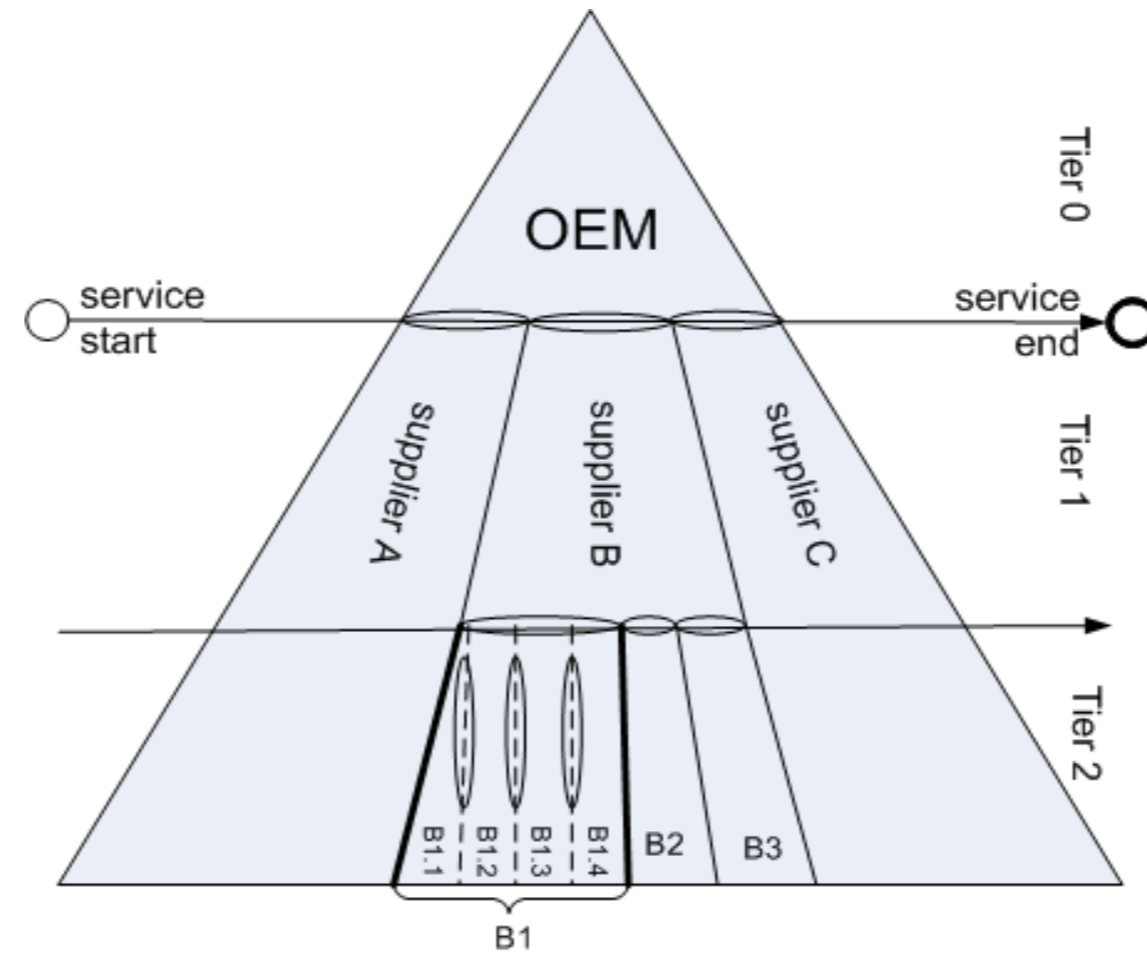 Tier 0
OEM
service
start
service
end
supplier A
supplier B
supplier C
Tier 1
Tier 2
B1.1
B1.2
B1.3
B1.4
B2
B3
B1